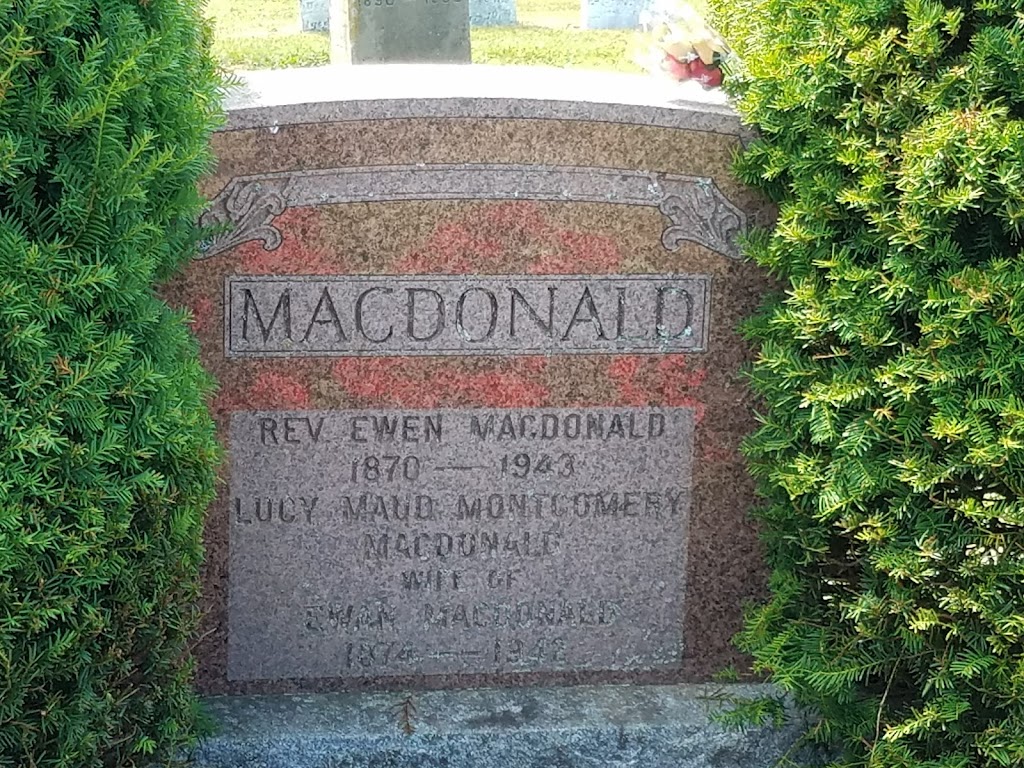 MACDONALD
REV. EWEN MACDONALD
1870 — 1943
LUCY MAUD MONTGOMERY
MACDONALD
WIFE OF
EWAN MACDONALD
1874 — 1942